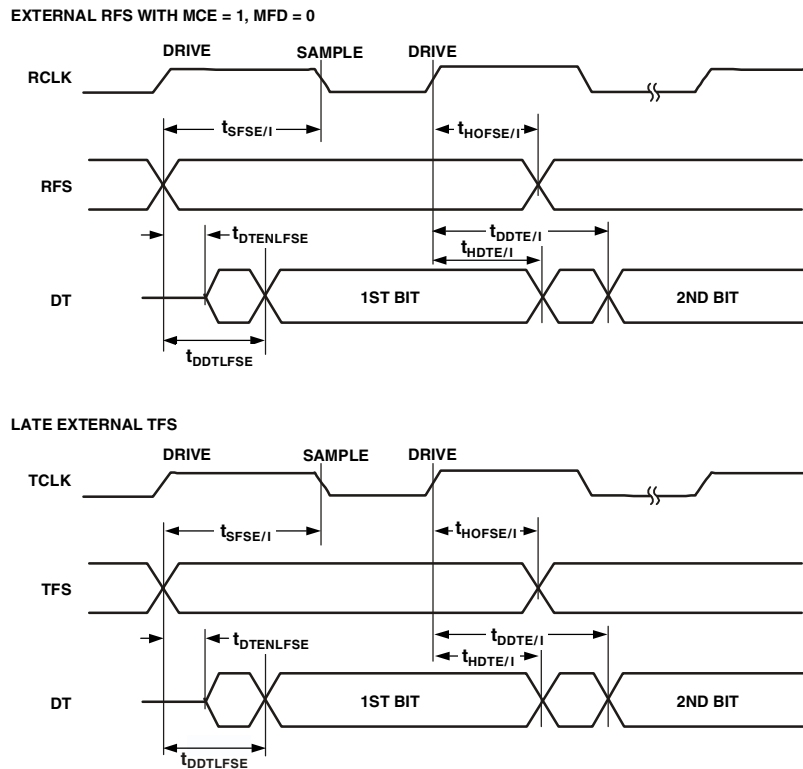 EXTERNAL RFS WITH MCE = 1, MFD = 0
DRIVE SAMPLE DRIVE
RCLK
tSFSE/I tHOFSE/I
RFS
tDDTE/I
tDTENLFSE tHDTE/I
DT 1ST BIT 2ND BIT
tDDTLFSE
LATE EXTERNAL TFS
DRIVE SAMPLE DRIVE
TCLK
tSFSE/I tHOFSE/I
TFS
tDTENLFSE tDDTE/I
tHDTE/I
DT 1ST BIT 2ND BIT
tDDTLFSE